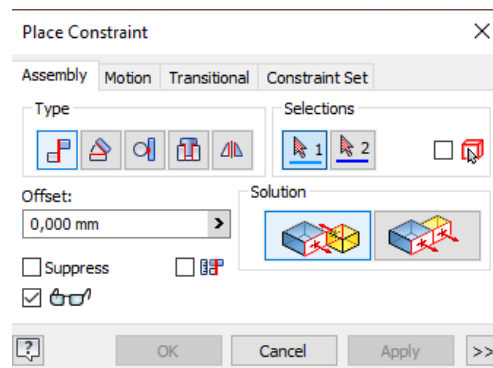 Place Constraint
Assembly Motion Transitional Constraint Set
Type Selections
1 2
Offset: Solution
0,000 mm >
Suppress
? OK Cancel Apply >>